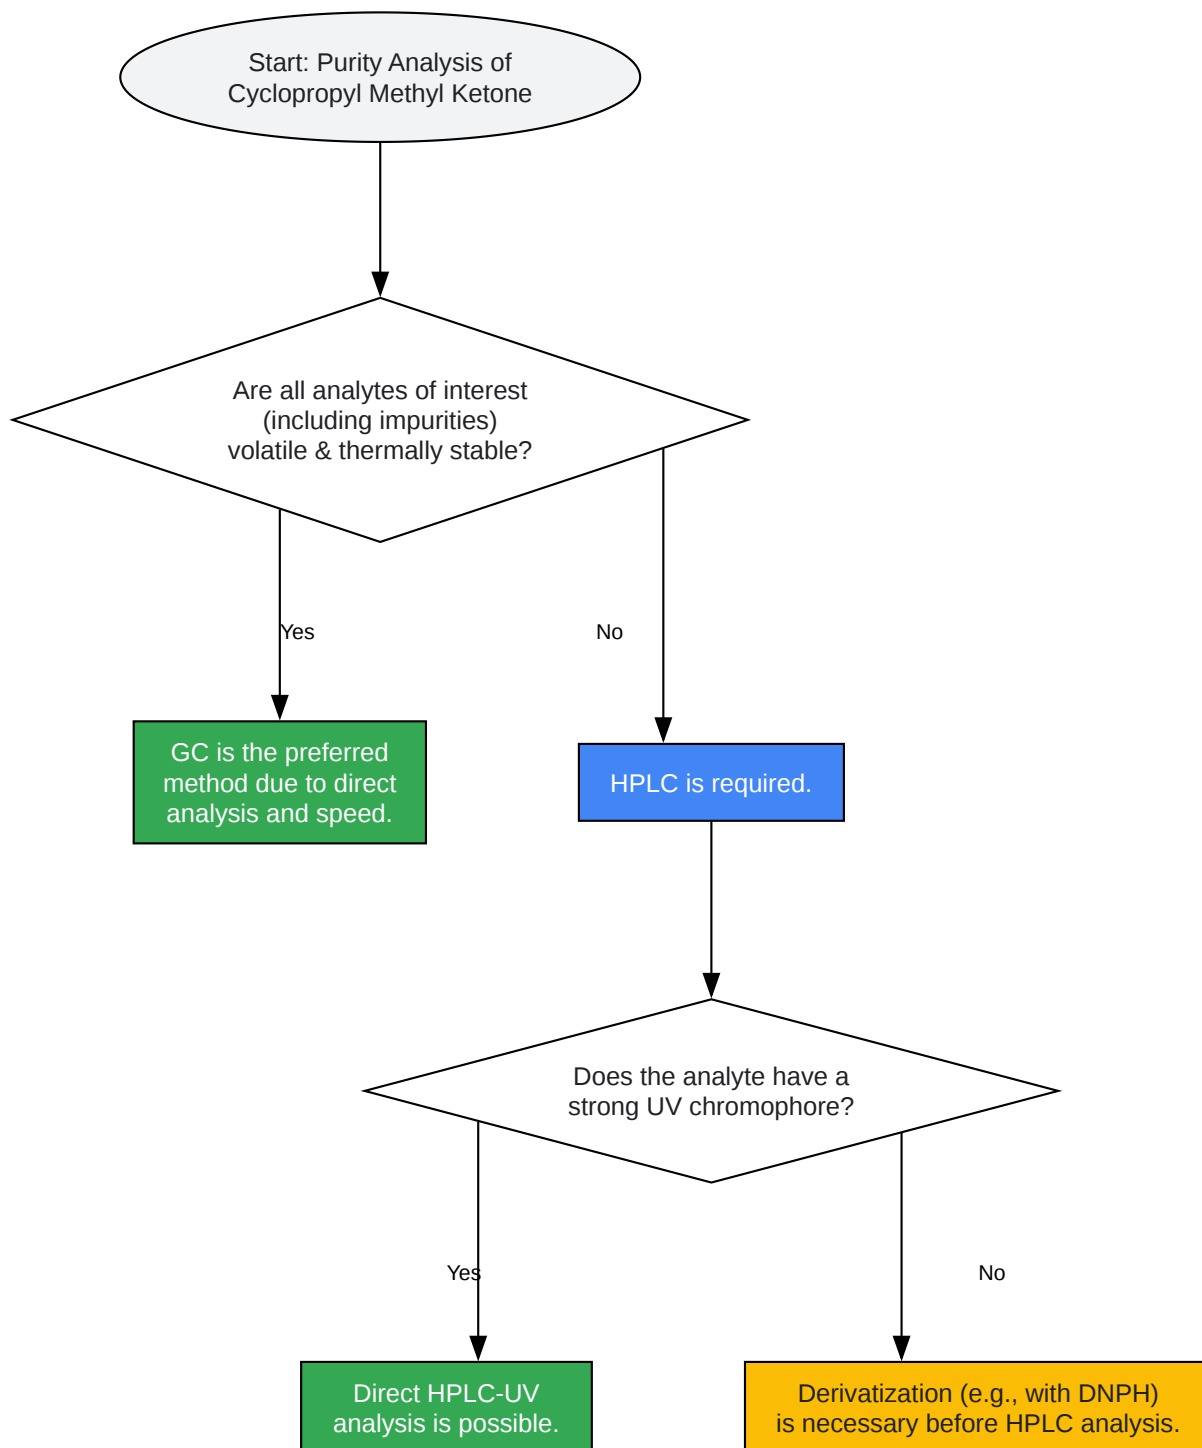 Start: Purity Analysis of
Cyclopropyl Methyl Ketone
Are all analytes of interest
(including impurities)
volatile & thermally stable?
Yes
No
GC is the preferred
method due to direct
analysis and speed.
HPLC is required.
Does the analyte have a
strong UV chromophore?
Yes
No
Direct HPLC-UV
analysis is possible.
Derivatization (e.g., with DNPH)
is necessary before HPLC analysis.